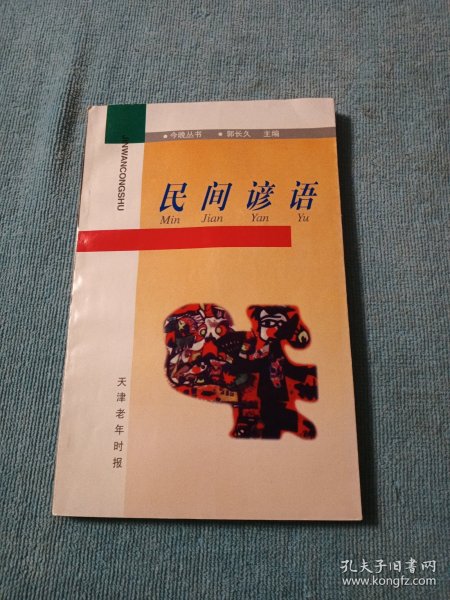 JINWANCONGSHU
●今晚丛书 ●郭长久 主编
民间谚语
Min Jian Yan Yu
天津老年时报
孔夫子旧书网
www.kongfz.com